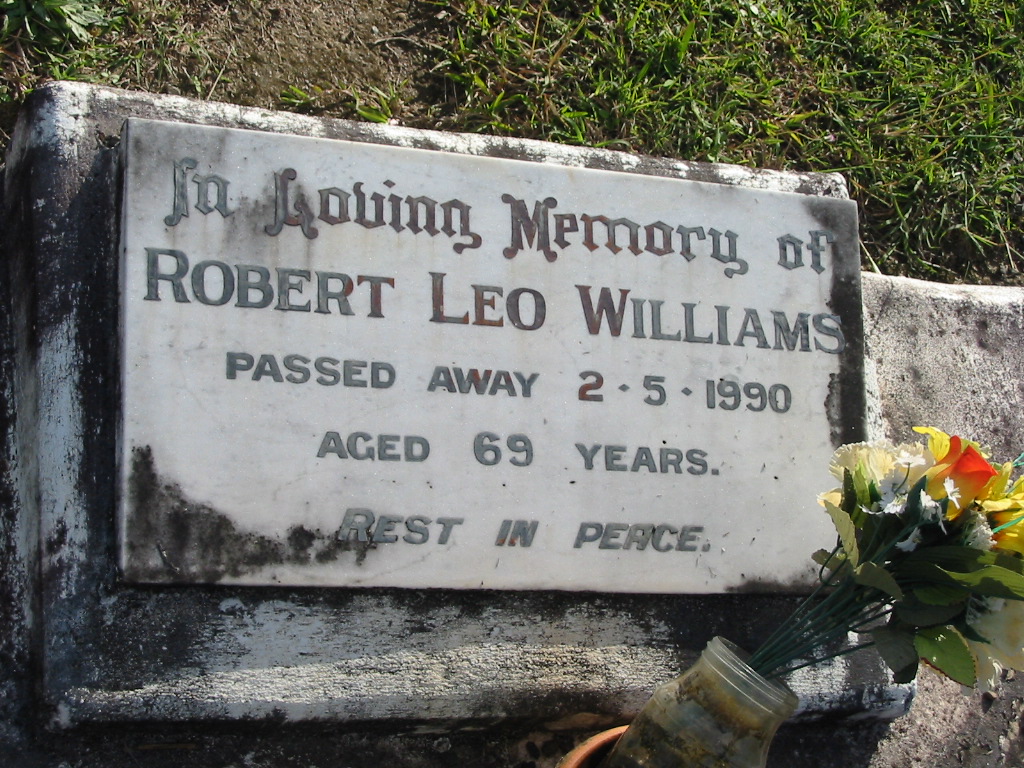 In Loving Memory of
ROBERT LEO WILLIAMS
PASSED AWAY 2·5·1990
AGED 69 YEARS.
REST IN PEACE.